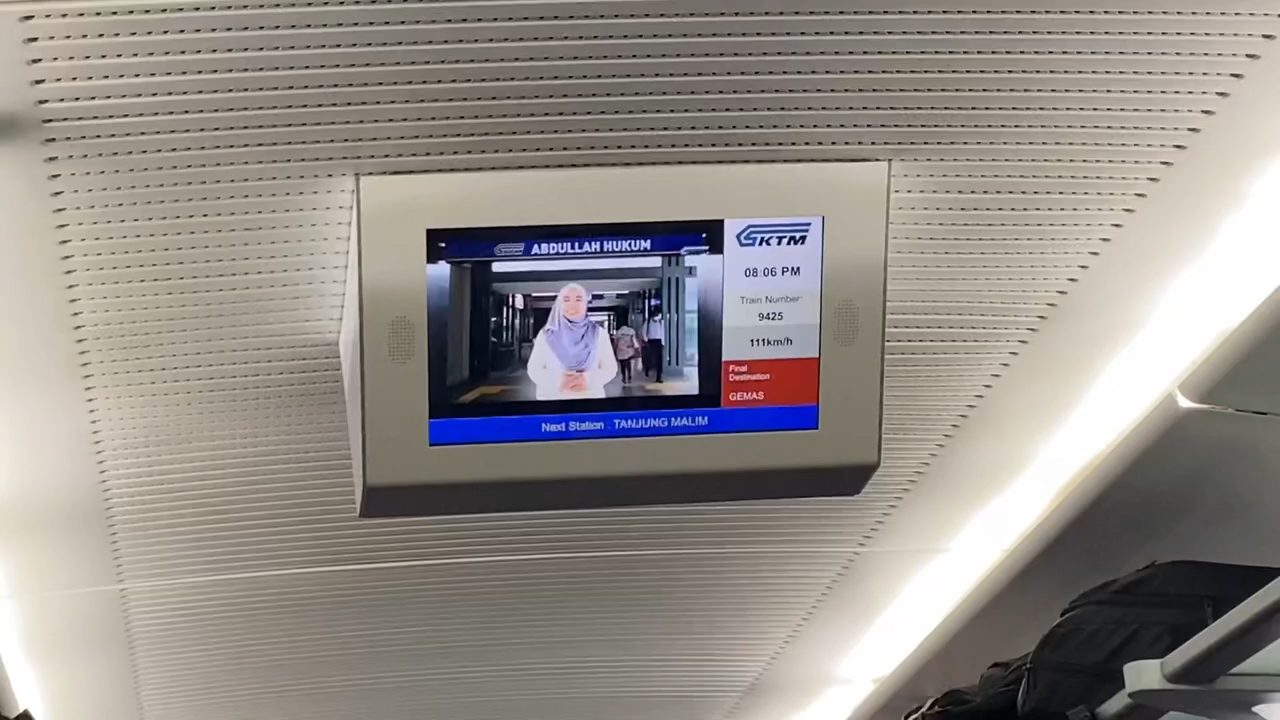 ABDULLAH HUKUM
KTM
08:06 PM
Train Number:
9425
111km/h
Final
Destination
GEMAS
Next Station : TANJUNG MALIM